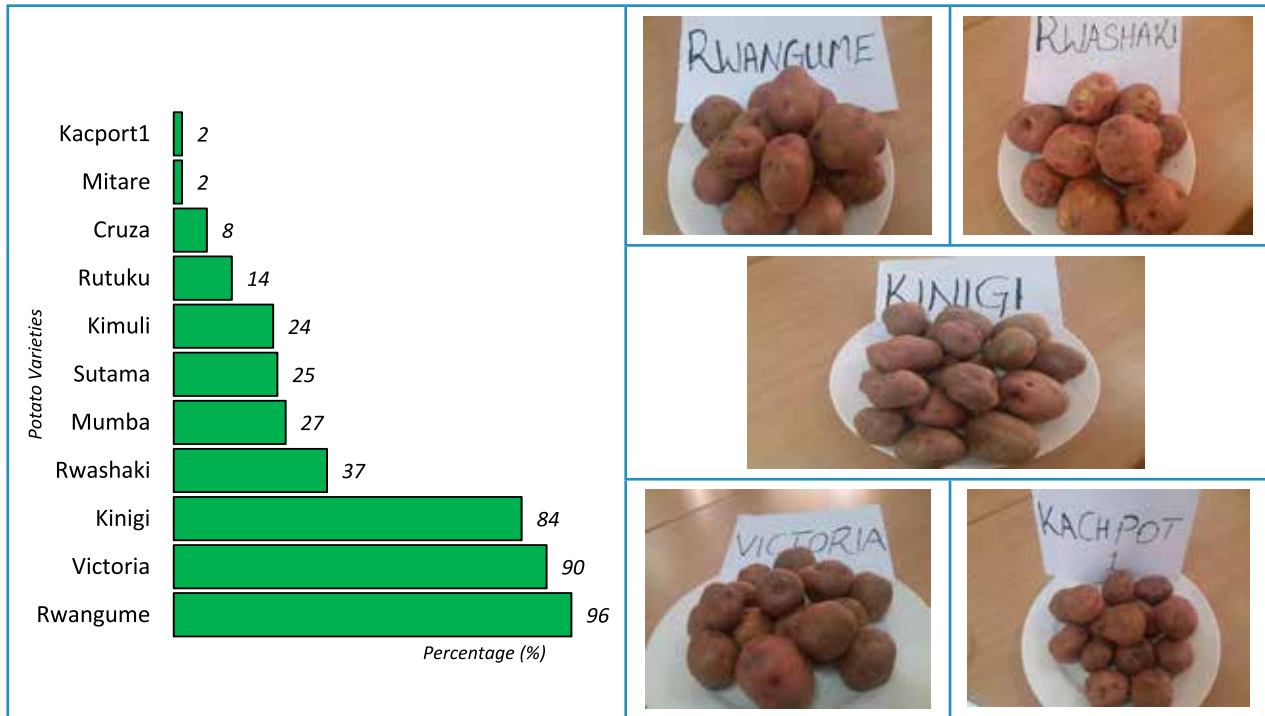 Kacport1 2
Mitare 2
Cruza 8
Rutuku 14
Kimuli 24
Sutama 25
Mumba 27
Rwashaki 37
Kinigi 84
Victoria 90
Rwangume 96
Potato Varieties
Percentage (%)
RWANGUME
RWASHAKI
KINIGI
VICTORIA
KACHPOT
1